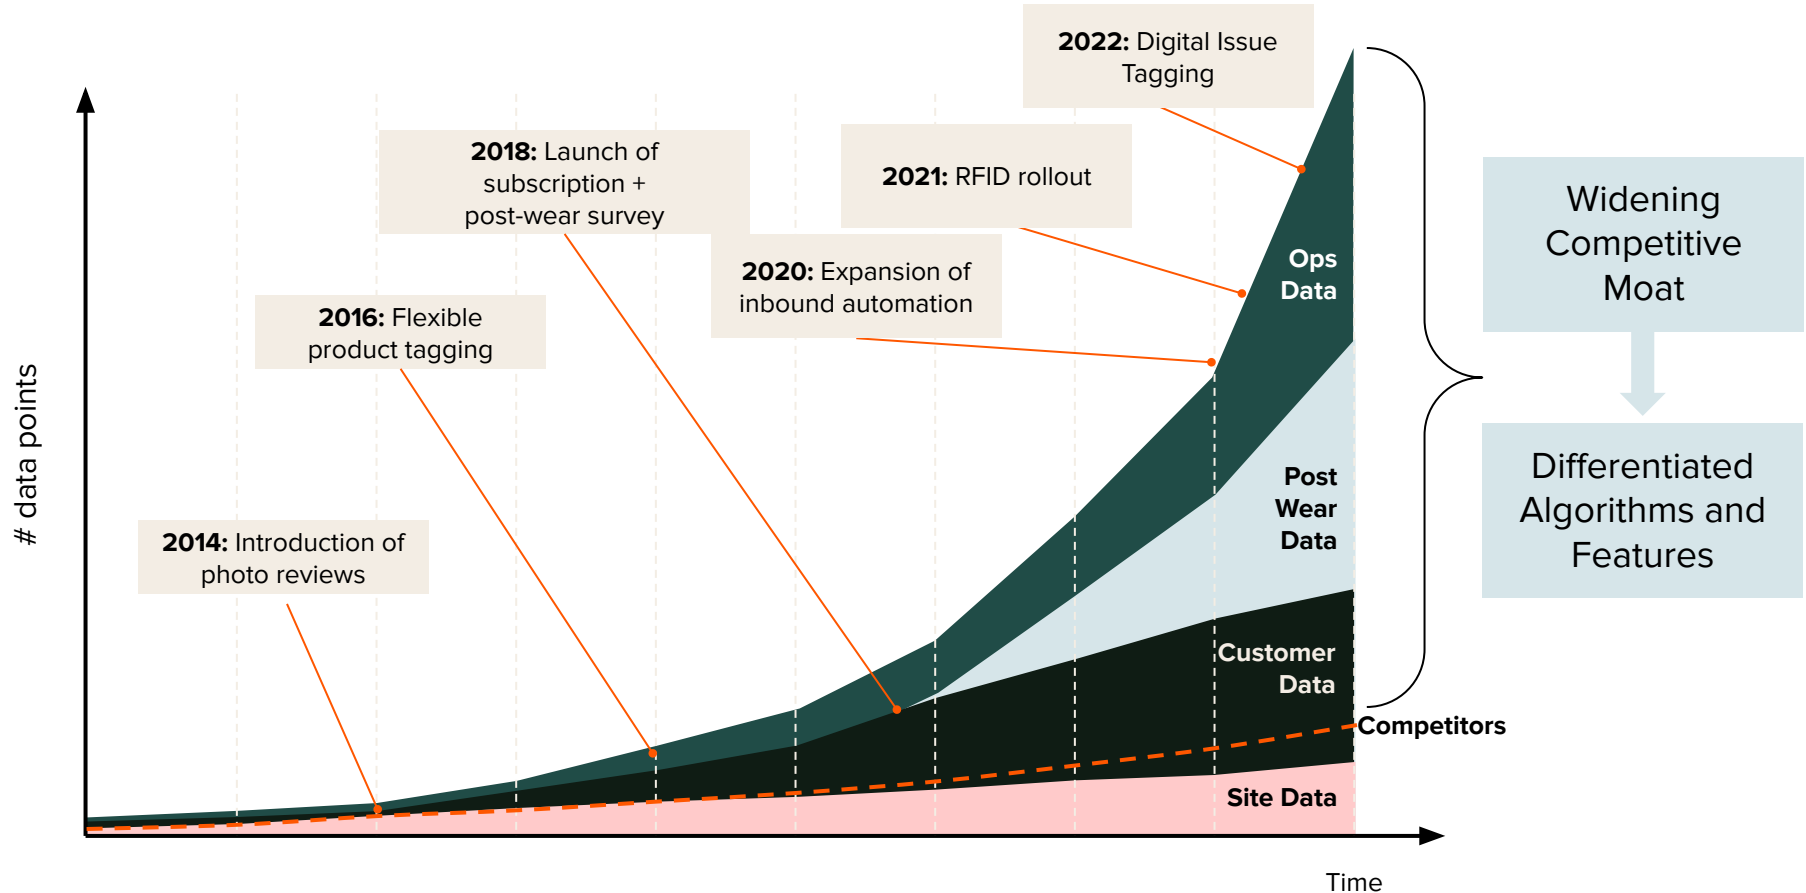 2022: Digital Issue
Tagging
2018: Launch of
subscription +
post-wear survey
2021: RFID rollout
Widening
Competitive
Moat
2020: Expansion of
inbound automation
Ops
Data
2016: Flexible
product tagging
# data points
Post
Wear
Data
Differentiated
Algorithms and
Features
2014: Introduction of
photo reviews
Customer
Data
Competitors
Site Data
Time